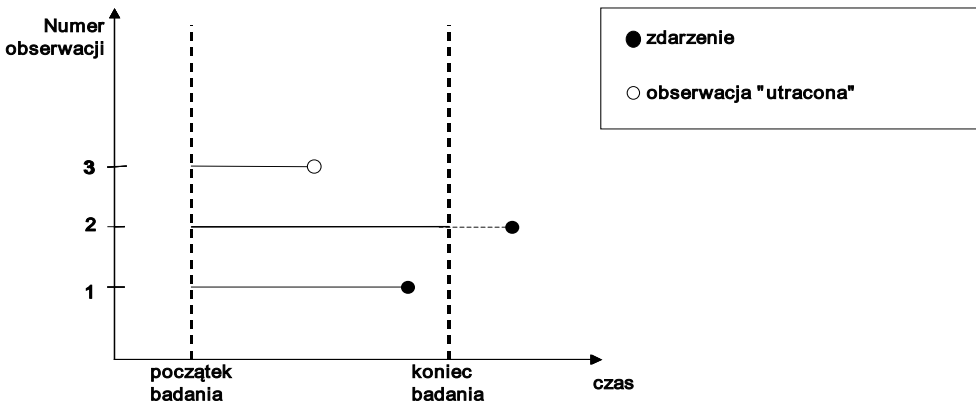 Numer
obserwacji
zdarzenie
obserwacja "utracona"
3
2
1
początek
badania
koniec
badania
czas